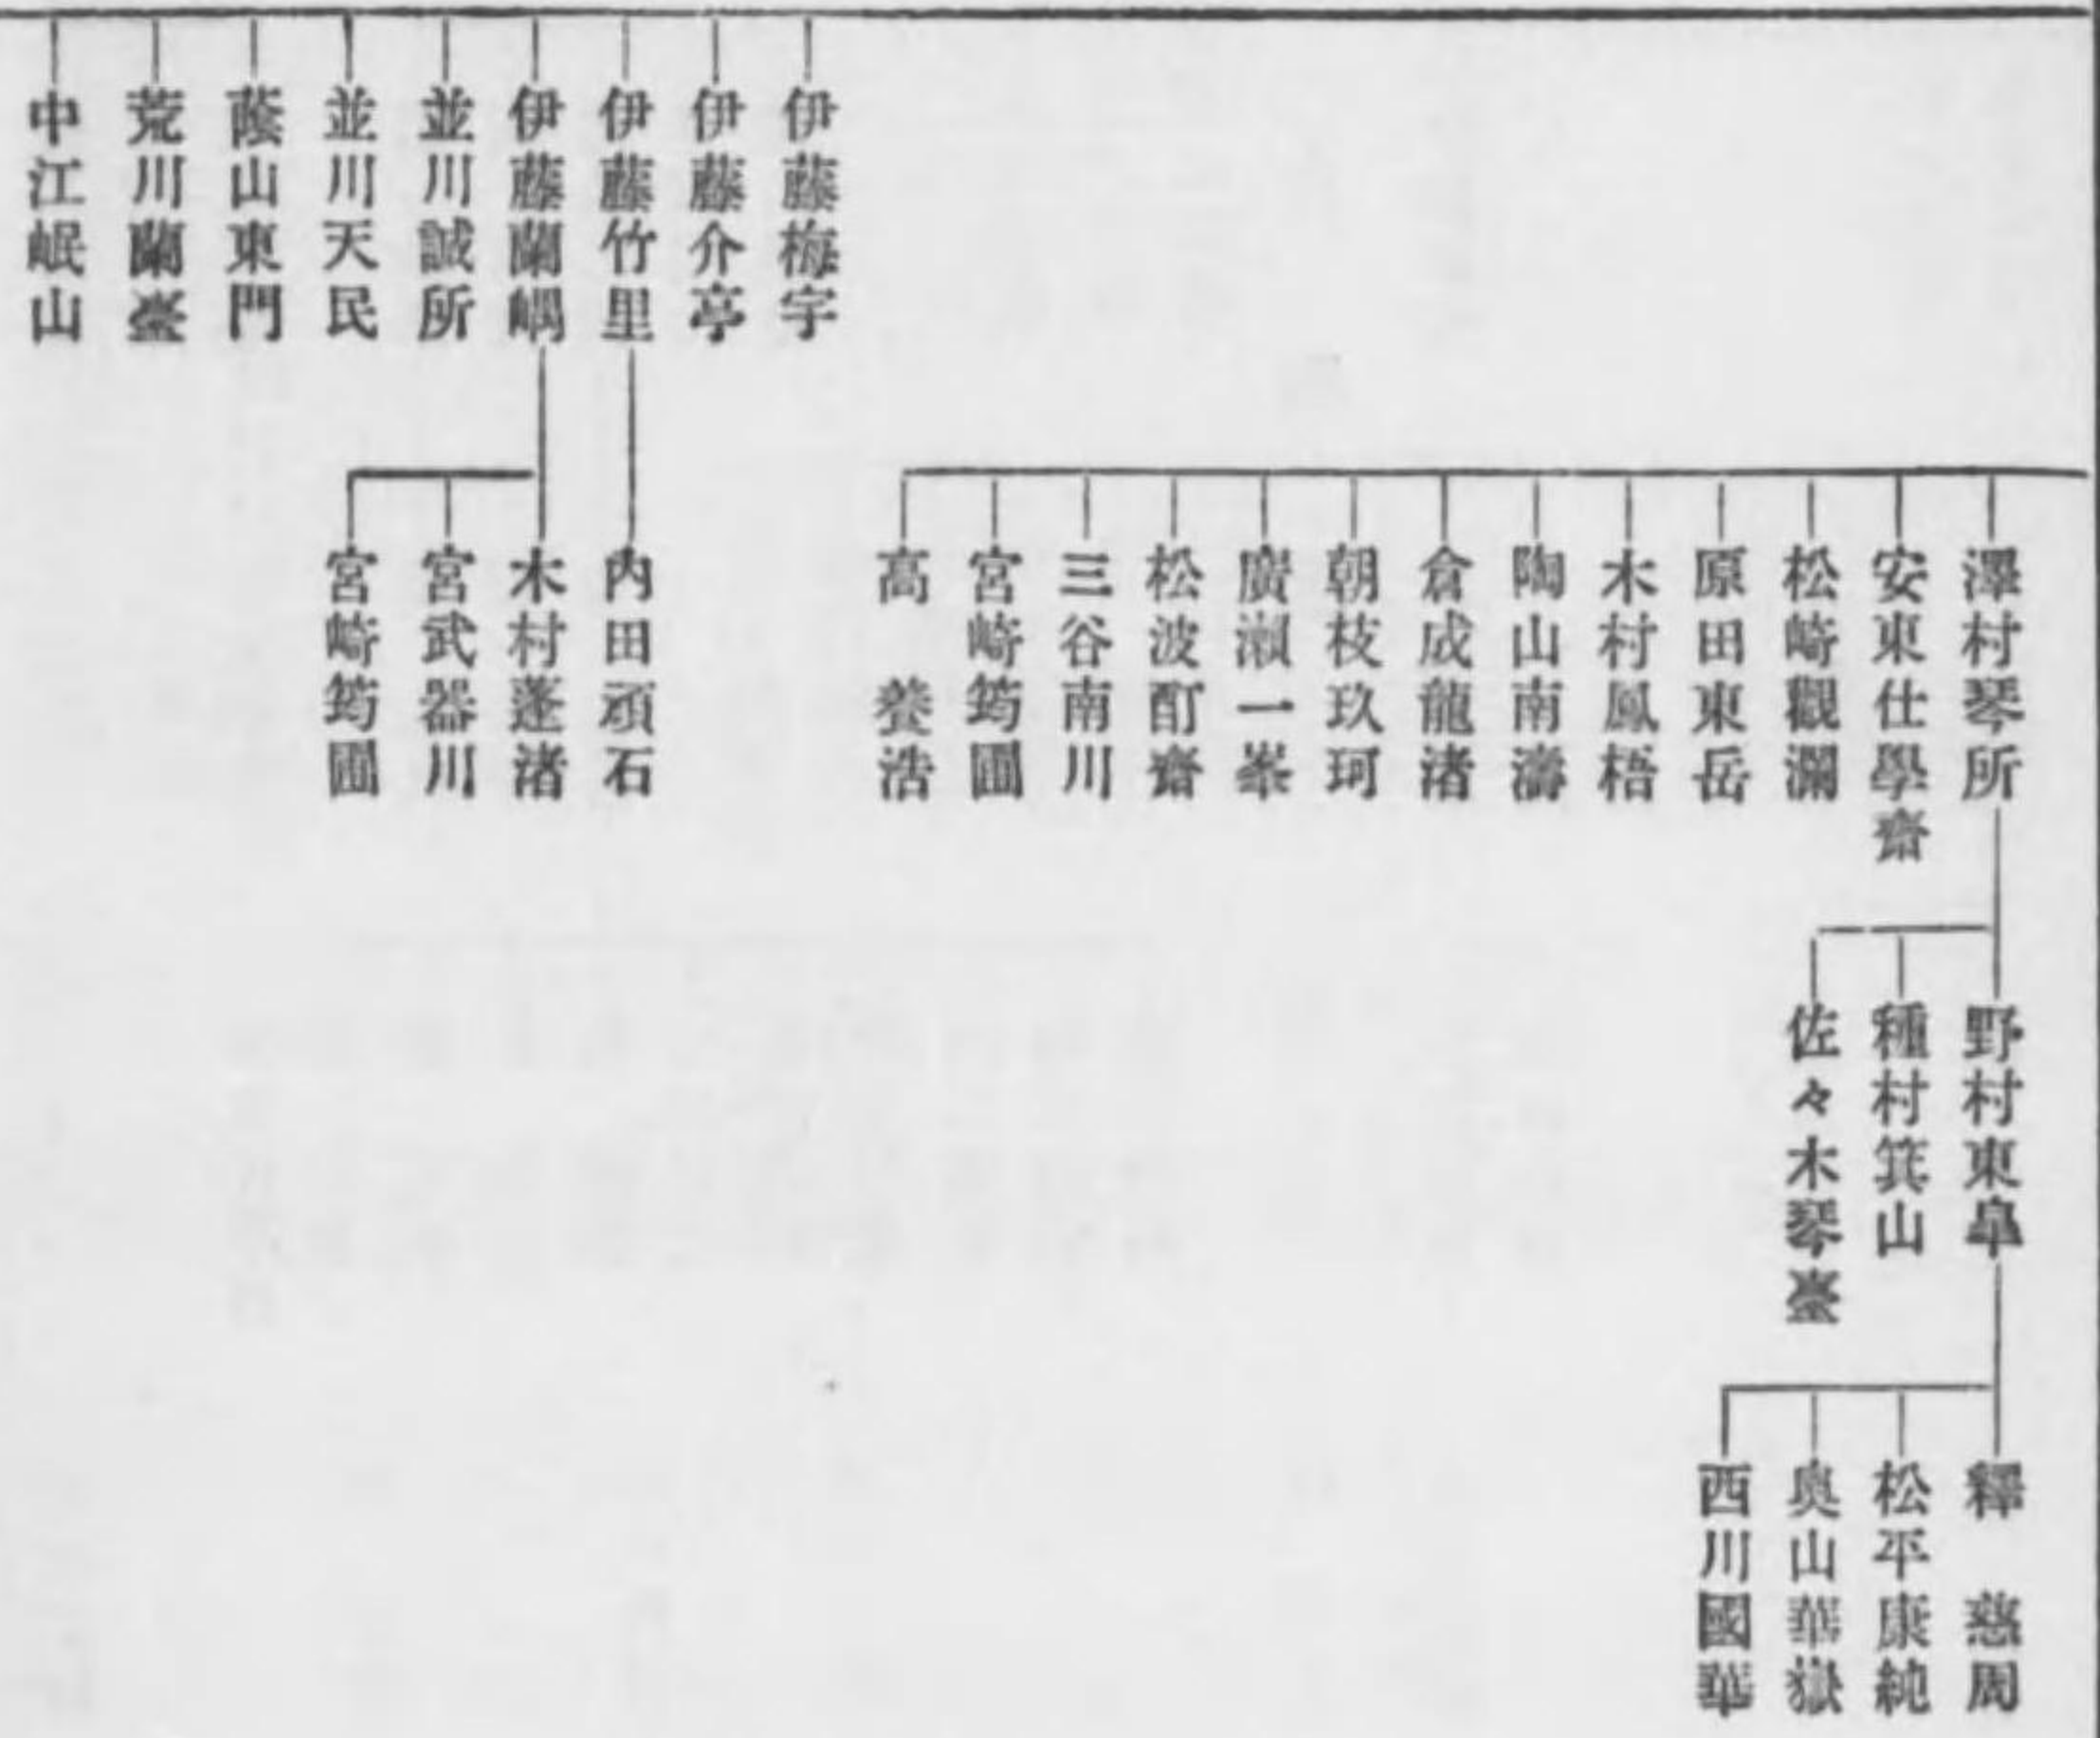 澤村琴所
野村東皐
釋 慈周
松平康純
奥山華嶽
西川國華
種村箕山
佐々木琴臺
安東仕學齋
松崎觀瀾
原田東岳
木村鳳梧
陶山南濤
倉成龍渚
朝枝玖珂
廣瀬一峯
松波酊齋
三谷南川
宮崎筠圃
高 養浩
伊藤梅宇
伊藤介亭
伊藤竹里
内田頑石
伊藤蘭嵎
木村蓬渚
宮武器川
宮崎筠圃
並川誠所
並川天民
蔭山東門
荒川蘭臺
中江岷山